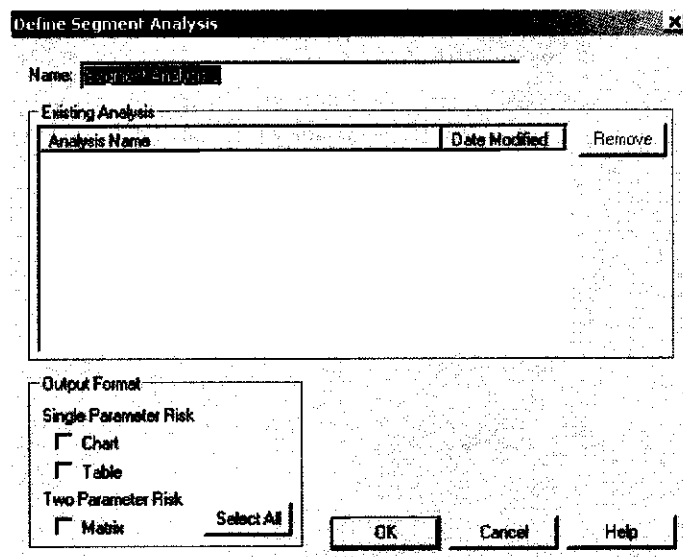 Define Segment Analysis
Name:
Existing Analysis
Analysis Name Date Modified Remove
Output Format
Single Parameter Risk
Chart
Table
Two Parameter Risk
Matrix Select All
OK Cancel Help